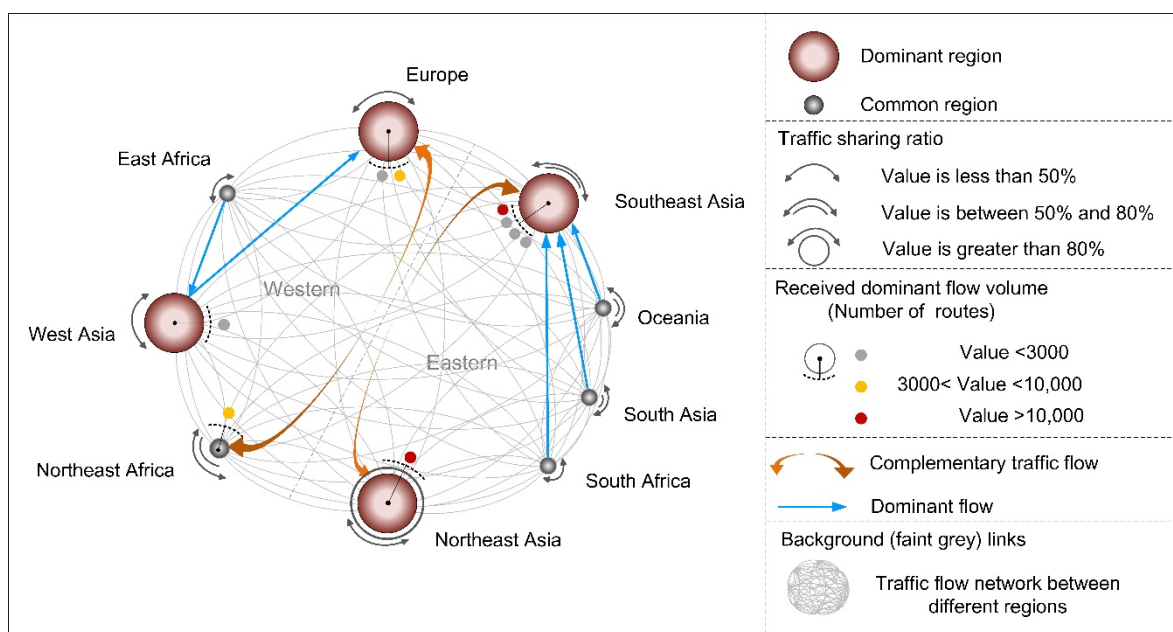 Europe
East Africa
Southeast Asia
Western
West Asia
Oceania
Eastern
South Asia
Northeast Africa
South Africa
Northeast Asia
Dominant region
Common region
Traffic sharing ratio
Value is less than 50%
Value is between 50% and 80%
Value is greater than 80%
Received dominant flow volume
(Number of routes)
Value <3000
3000< Value <10,000
Value >10,000
Complementary traffic flow
Dominant flow
Background (faint grey) links
Traffic flow network between
different regions